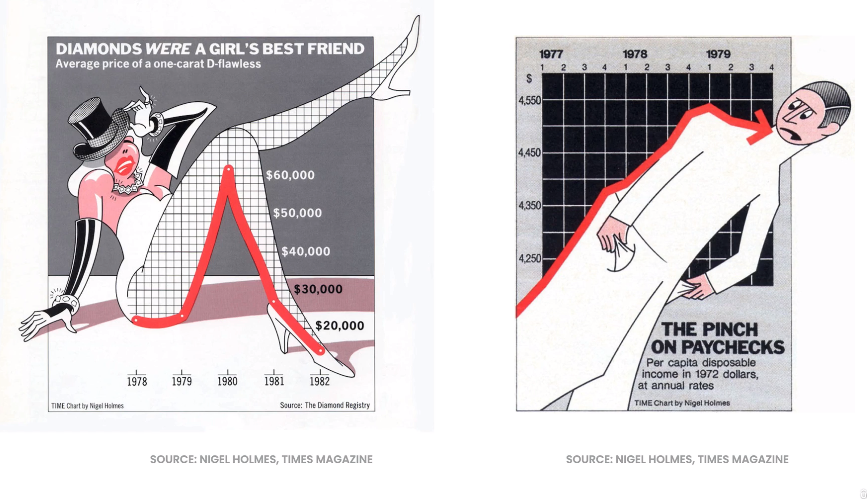 DIAMONDS WERE A GIRL'S BEST FRIEND
Average price of a one-carat D-flawless
$60,000
$50,000
$40,000
$30,000
$20,000
1978 1979 1980 1981 1982
TIME Chart by Nigel Holmes
Source: The Diamond Registry
SOURCE: NIGEL HOLMES, TIMES MAGAZINE
1977 1978 1979
1 2 3 4 1 2 3 4 1 2 3 4
$
4,550
4,450
4,350
4,250
THE PINCH
ON PAYCHECKS
Per capita disposable
income in 1972 dollars,
at annual rates
TIME Chart by Nigel Holmes
SOURCE: NIGEL HOLMES, TIMES MAGAZINE